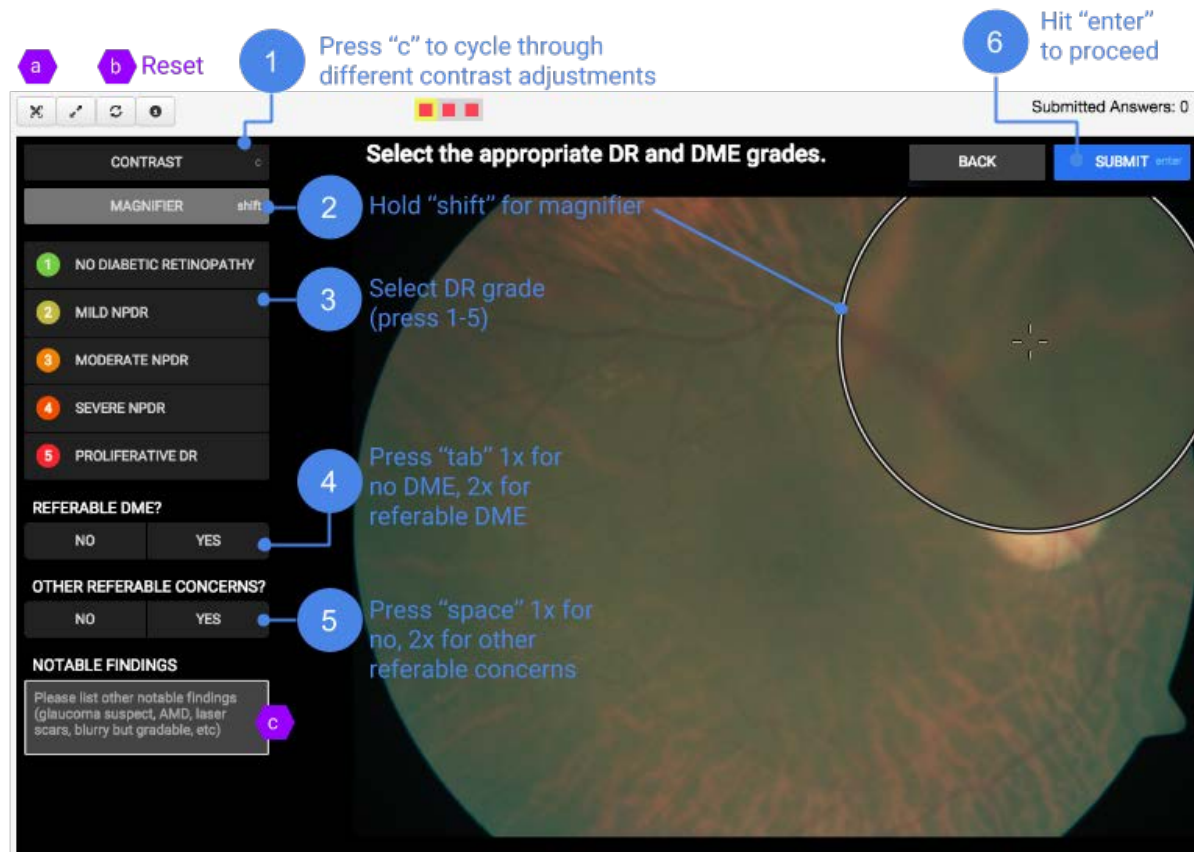 a
b Reset
1
Press “c” to cycle through
different contrast adjustments
6
Hit “enter”
to proceed
Submitted Answers: 0
CONTRAST c
Select the appropriate DR and DME grades.
BACK
SUBMIT enter
MAGNIFIER shift
2
Hold “shift” for magnifier
1 NO DIABETIC RETINOPATHY
2 MILD NPDR
3 MODERATE NPDR
4 SEVERE NPDR
5 PROLIFERATIVE DR
3
Select DR grade
(press 1-5)
REFERABLE DME?
NO YES
4
Press “tab” 1x for
no DME, 2x for
referable DME
OTHER REFERABLE CONCERNS?
NO YES
5
Press “space” 1x for
no, 2x for other
referable concerns
NOTABLE FINDINGS
Please list other notable findings
(glaucoma suspect, AMD, laser
scars, blurry but gradable, etc)
c